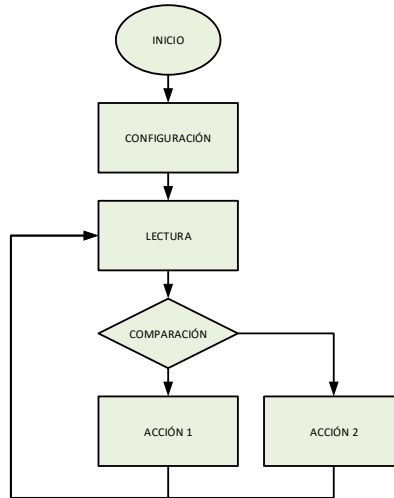 INICIO
CONFIGURACIÓN
LECTURA
COMPARACIÓN
ACCIÓN 1
ACCIÓN 2